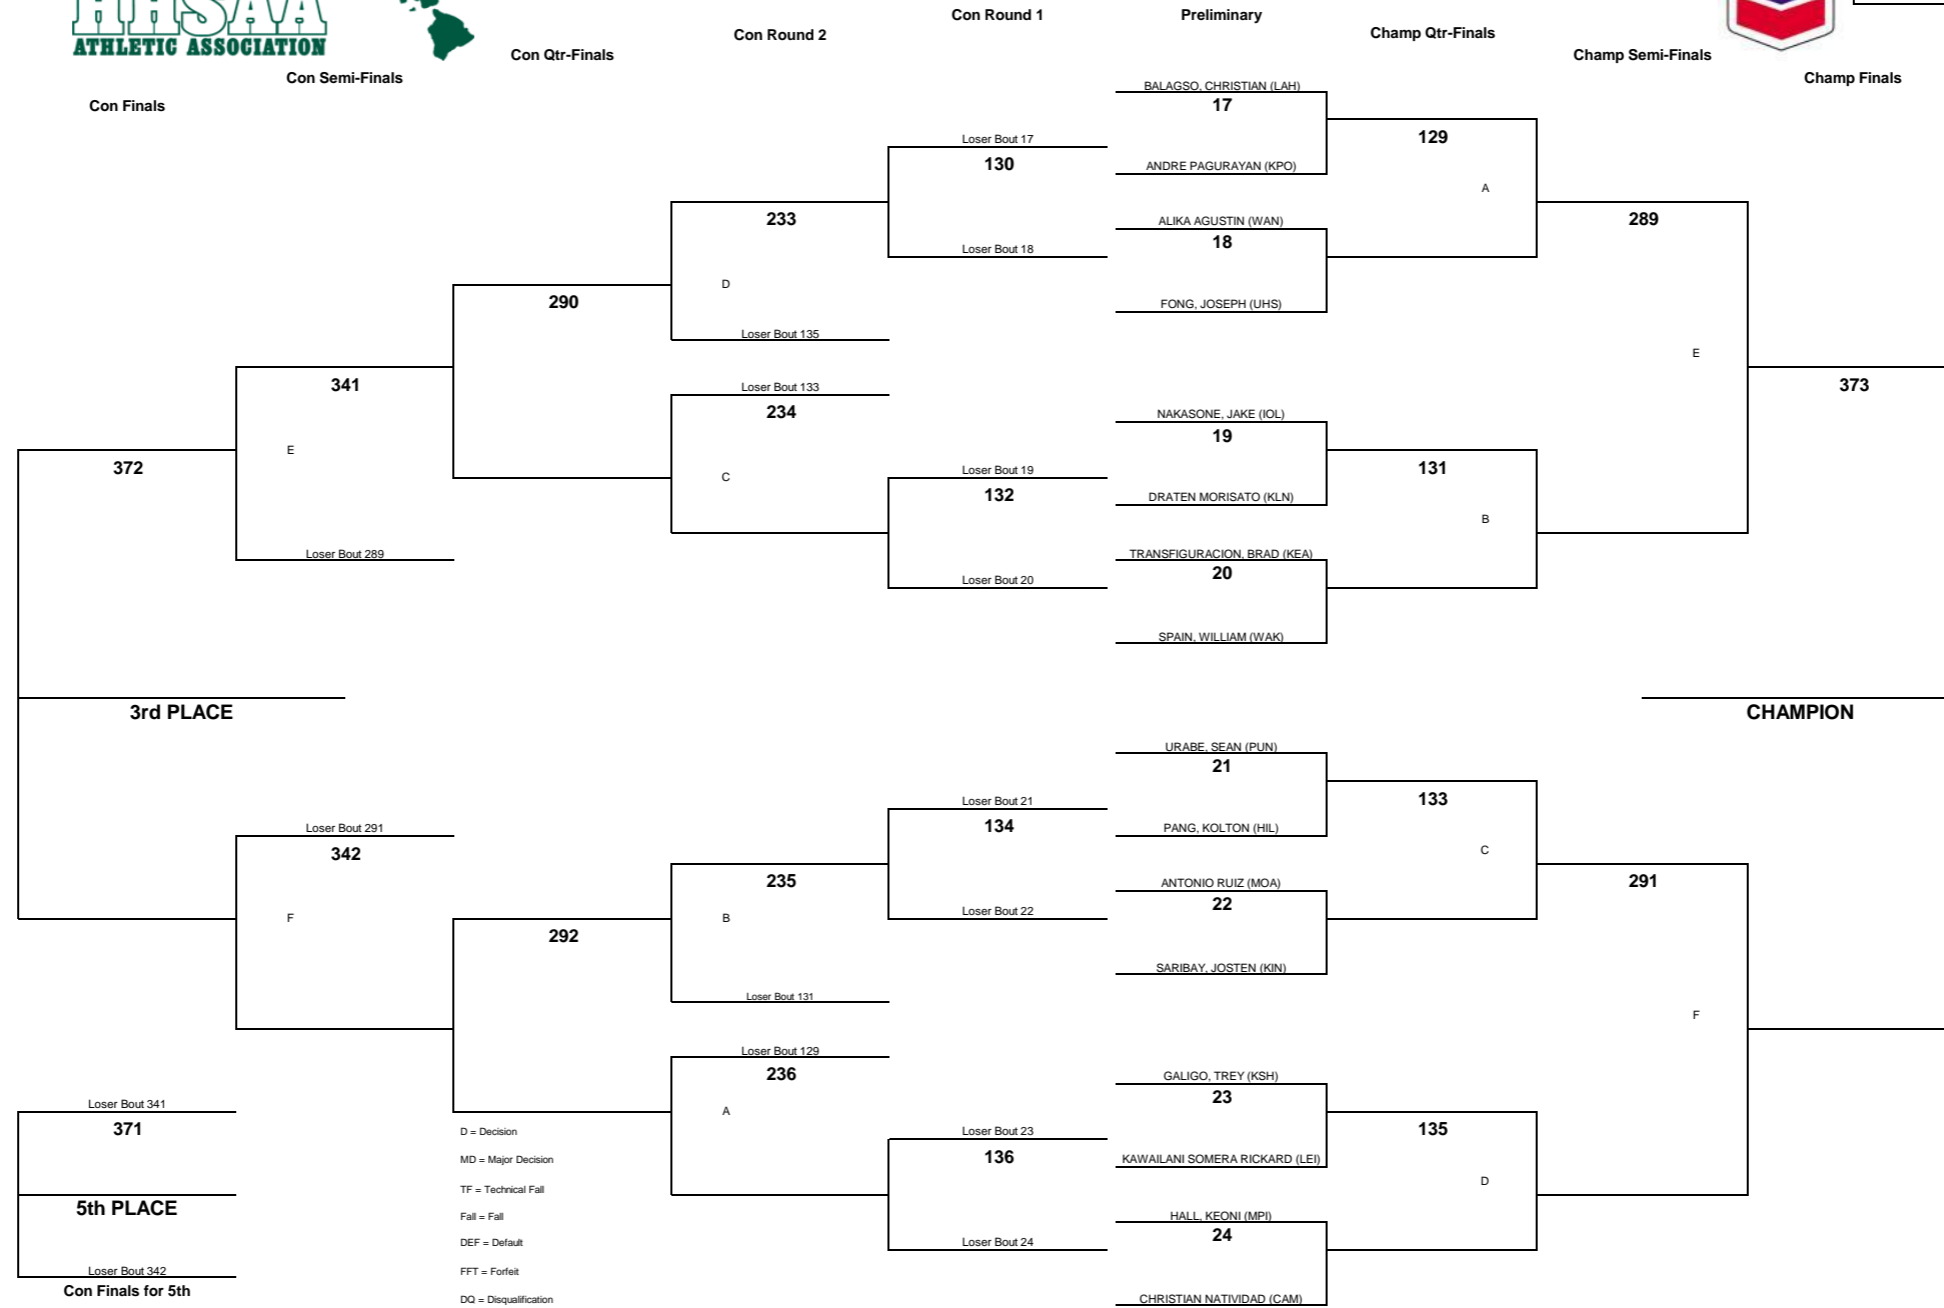 HHSAA
ATHLETIC ASSOCIATION
Con Finals
Con Semi-Finals
Con Qtr-Finals
Con Round 2
Con Round 1
Preliminary
Champ Qtr-Finals
Champ Semi-Finals
Champ Finals
BALAGSO, CHRISTIAN (LAH)
17
ANDRE PAGURAYAN (KPO)
129
A
Loser Bout 17
130
Loser Bout 18
ALIKA AGUSTIN (WAN)
18
FONG, JOSEPH (UHS)
233
D
Loser Bout 135
289
E
290
Loser Bout 133
234
C
341
E
Loser Bout 289
373
NAKASONE, JAKE (IOL)
19
DRATEN MORISATO (KLN)
131
B
372
Loser Bout 19
132
Loser Bout 20
TRANSFIGURACION, BRAD (KEA)
20
SPAIN, WILLIAM (WAK)
3rd PLACE
CHAMPION
URABE, SEAN (PUN)
21
PANG, KOLTON (HIL)
133
C
Loser Bout 21
134
Loser Bout 22
Loser Bout 291
342
F
ANTONIO RUIZ (MOA)
22
SARIBAY, JOSTEN (KIN)
235
B
Loser Bout 131
291
F
292
Loser Bout 129
236
A
GALIGO, TREY (KSH)
23
KAWAILANI SOMERA RICKARD (LEI)
135
D
Loser Bout 23
136
Loser Bout 24
HALL, KEONI (MPI)
24
CHRISTIAN NATIVIDAD (CAM)
Loser Bout 341
371
5th PLACE
Loser Bout 342
Con Finals for 5th
D = Decision
MD = Major Decision
TF = Technical Fall
Fall = Fall
DEF = Default
FFT = Forfeit
DQ = Disqualification